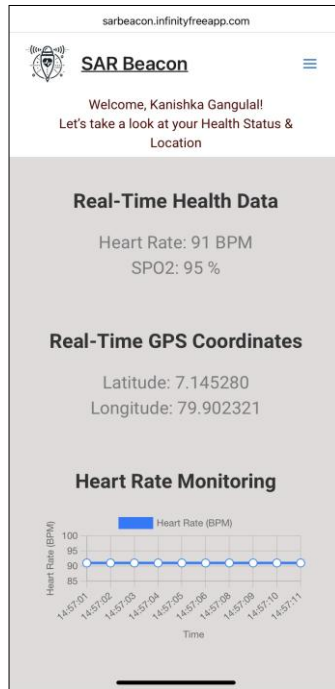 sarbeacon.infinityfreeapp.com
SAR Beacon
Welcome, Kanishka Gangulal!
Let's take a look at your Health Status &
Location
Real-Time Health Data
Heart Rate: 91 BPM
SPO2: 95 %
Real-Time GPS Coordinates
Latitude: 7.145280
Longitude: 79.902321
Heart Rate Monitoring
Heart Rate (BPM)
Heart Rate (BPM)
100
95
90
85
14:57:01
14:57:02
14:57:03
14:57:04
14:57:05
14:57:06
14:57:08
14:57:09
14:57:10
14:57:11
Time